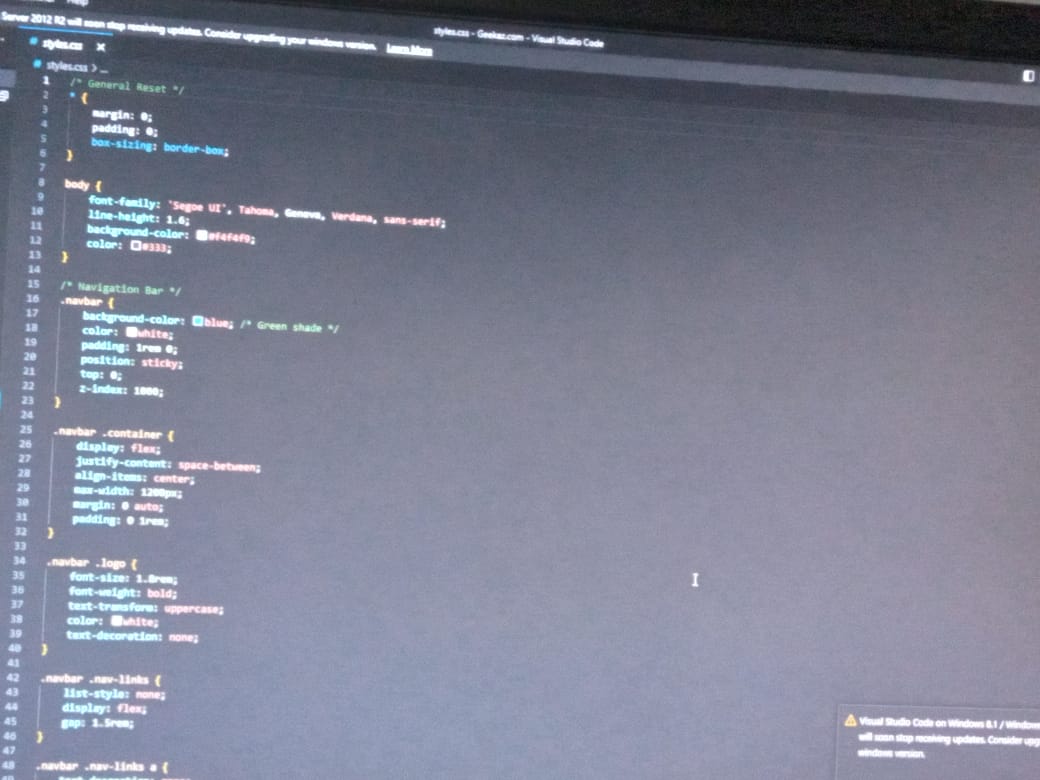 Help
Server 2012 R2 will soon stop receiving updates. Consider upgrading your windows version. Learn More
styles.css - Geekaz.com - Visual Studio Code
styles.css ×
styles.css > ...
1 /* General Reset */
2 * {
3 margin: 0;
4 padding: 0;
5 box-sizing: border-box;
6 }
7
8 body {
9 font-family: 'Segoe UI', Tahoma, Geneva, Verdana, sans-serif;
10 line-height: 1.6;
11 background-color: #f4f4f9;
12 color: #333;
13 }
14
15 /* Navigation Bar */
16 .navbar {
17 background-color: blue; /* Green shade */
18 color: white;
19 padding: 1rem 0;
20 position: sticky;
21 top: 0;
22 z-index: 1000;
23 }
24
25 .navbar .container {
26 display: flex;
27 justify-content: space-between;
28 align-items: center;
29 max-width: 1200px;
30 margin: 0 auto;
31 padding: 0 1rem;
32 }
33
34 .navbar .logo {
35 font-size: 1.8rem;
36 font-weight: bold;
37 text-transform: uppercase;
38 color: white;
39 text-decoration: none;
40 }
41
42 .navbar .nav-links {
43 list-style: none;
44 display: flex;
45 gap: 1.5rem;
46 }
47
48 .navbar .nav-links a {
Visual Studio Code on Windows 8.1 / Window
will soon stop receiving updates. Consider upg
windows version.